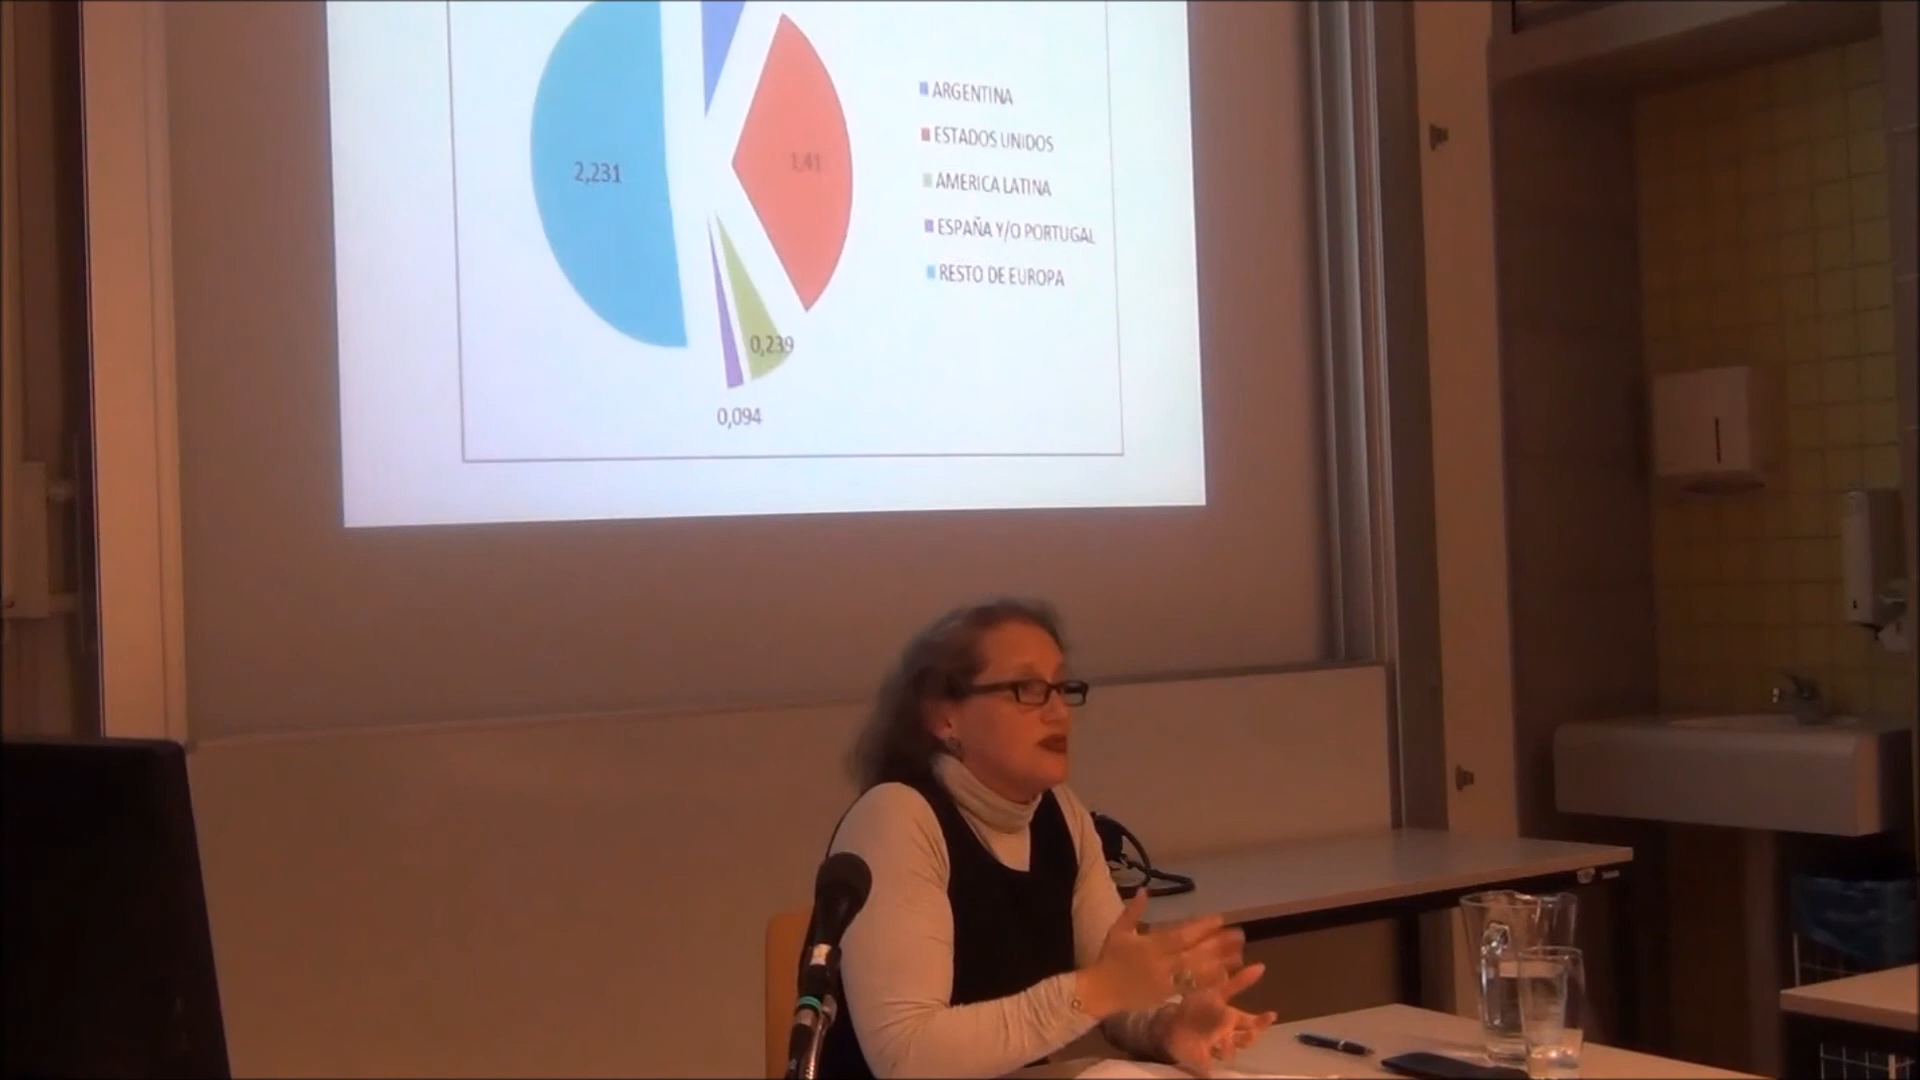 ARGENTINA
ESTADOS UNIDOS
AMERICA LATINA
ESPAÑA Y/O PORTUGAL
RESTO DE EUROPA
2,231
1,41
0,239
0,094